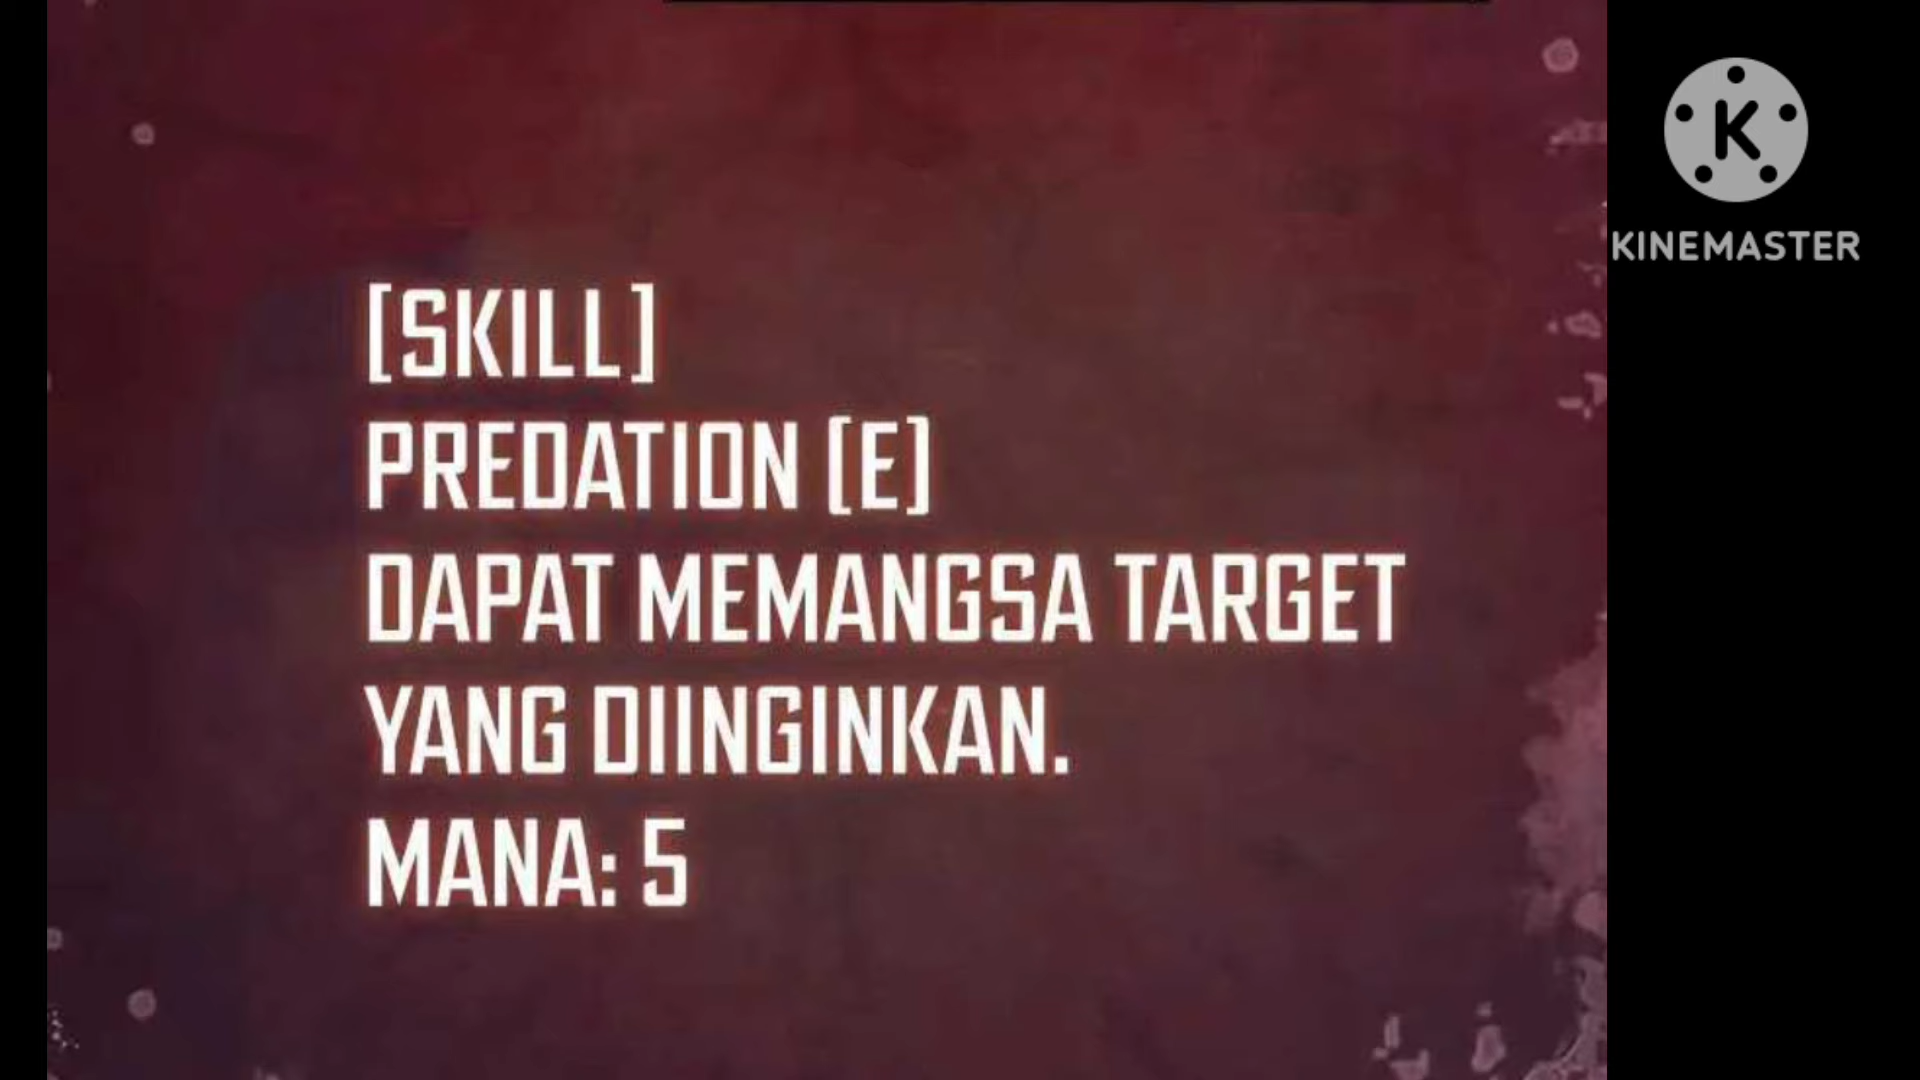 [SKILL]
PREDATION [E]
DAPAT MEMANGSA TARGET
YANG DIINGINKAN.
MANA: 5
K
KINEMASTER